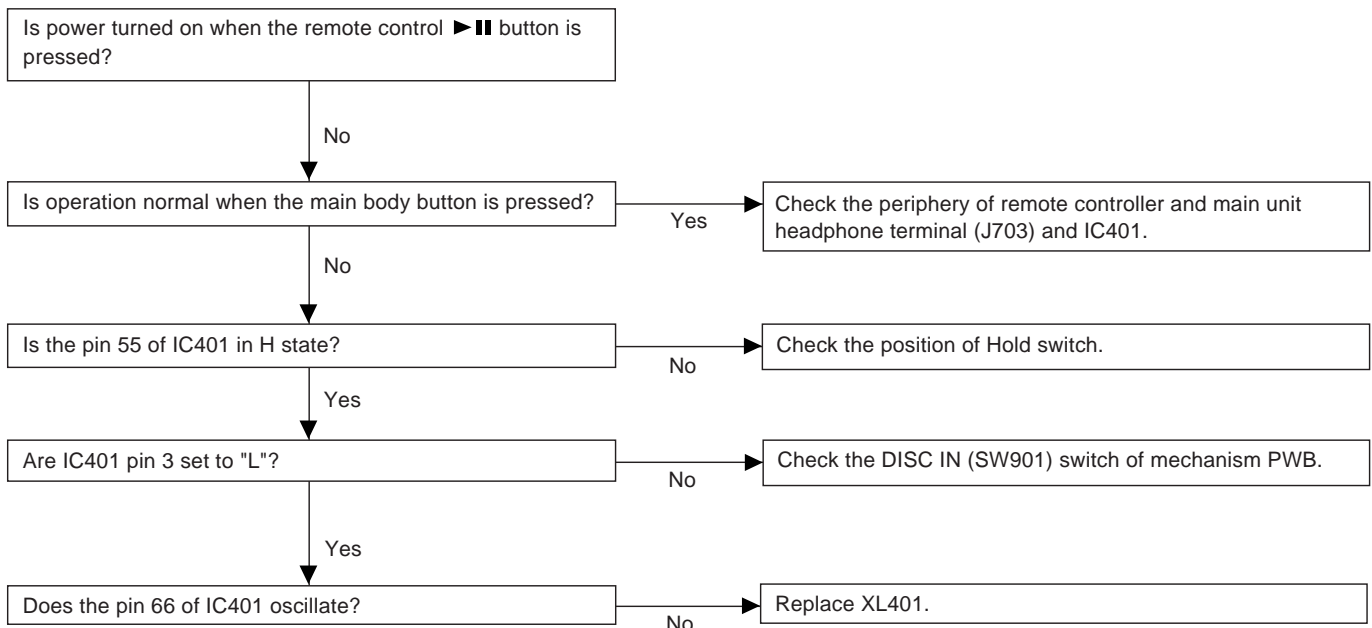 Is power turned on when the remote control ►II button is
pressed?
No
Is operation normal when the main body button is pressed?
Yes
Check the periphery of remote controller and main unit
headphone terminal (J703) and IC401.
No
Is the pin 55 of IC401 in H state?
No
Check the position of Hold switch.
Yes
Are IC401 pin 3 set to "L"?
No
Check the DISC IN (SW901) switch of mechanism PWB.
Yes
Does the pin 66 of IC401 oscillate?
No
Replace XL401.